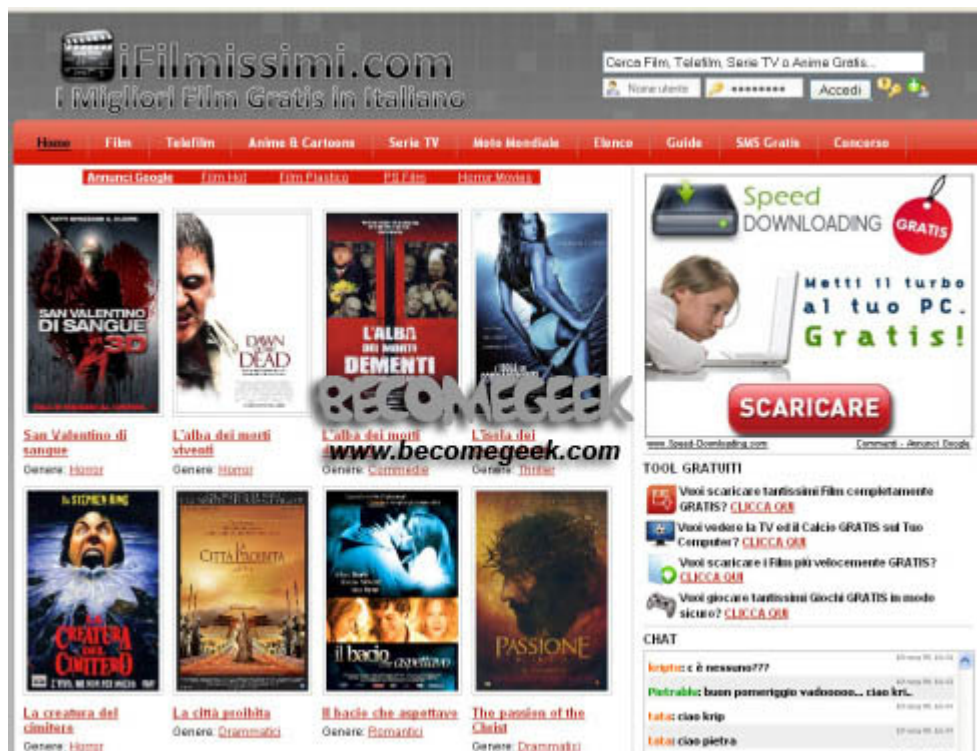 iFilmissimi.com
I Migliori Film Gratis in Italiano
Cerca Film, Telefilm, Serie TV o Anime Gratis...
Nome utente
Accedi
Home Film Telefilm Anime & Cartoons Serie TV Moto Mondiale Elenco Guide SMS Gratis Concorso
Annunci Google Film Hot Film Plastico PS Film Horror Movies
SAN VALENTINO
DI SANGUE
3D
DAWN
OF THE
DEAD
L'ALBA
DEI MORTI
DEMENTI
Speed
DOWNLOADING
GRATIS
Metti il turbo
al tuo PC.
Gratis!
SCARICARE
www.Speed-Downloading.com Commenti - Annunci Google
BECOMEGEEK
www.becomegeek.com
San Valentino di
sangue
Genere: Horror
L'alba dei morti
viventi
Genere: Horror
L'alba dei morti
Genere: Commedie
L'isola dei
Genere: Thriller
TOOL GRATUITI
Vuoi scaricare tantissimi Film completamente
GRATIS? CLICCA QUI
Vuoi vedere la TV ed il Calcio GRATIS sul Tuo
Computer? CLICCA QUI
Vuoi scaricare i Film più velocemente GRATIS?
CLICCA QUI
Vuoi giocare tantissimi Giochi GRATIS in modo
sicuro? CLICCA QUI
STEPHEN KING
LA
CREATURA
DEL
CIMITERO
LA
CITTÀ PROIBITA
il bacio che aspettavo
LA
PASSIONE
La creatura del
cimitero
Genere: Horror
La città proibita
Genere: Drammatici
Il bacio che aspettavo
Genere: Romantici
The passion of the
Christ
Genere: Drammatici
CHAT
kripto: c è nessuno???
Pietrablu: buon pomeriggio vadooooo... ciao kri..
tata: ciao krip
tata: ciao pietra